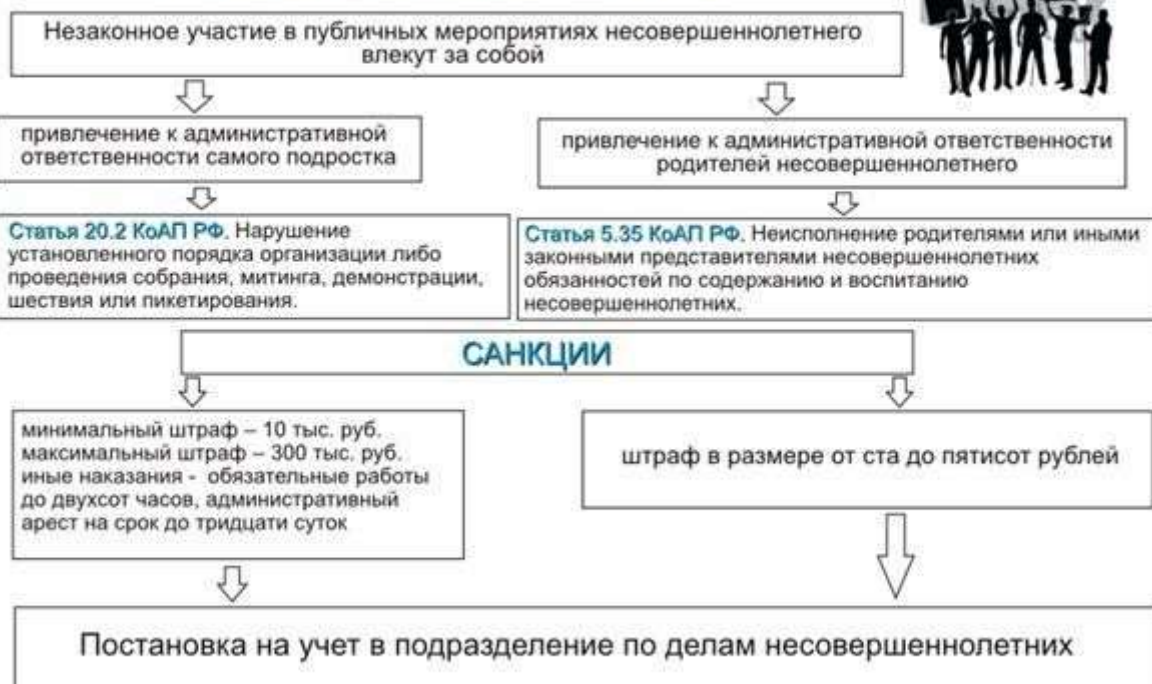 Незаконное участие в публичных мероприятиях несовершеннолетнего
влекут за собой
привлечение к административной
ответственности самого подростка
привлечение к административной ответственности
родителей несовершеннолетнего
Статья 20.2 КоАП РФ. Нарушение
установленного порядка организации либо
проведения собрания, митинга, демонстрации,
шествия или пикетирования.
Статья 5.35 КоАП РФ. Неисполнение родителями или иными
законными представителями несовершеннолетних
обязанностей по содержанию и воспитанию
несовершеннолетних.
САНКЦИИ
минимальный штраф – 10 тыс. руб.
максимальный штраф – 300 тыс. руб.
иные наказания - обязательные работы
до двухсот часов, административный
арест на срок до тридцати суток
штраф в размере от ста до пятисот рублей
Постановка на учет в подразделение по делам несовершеннолетних